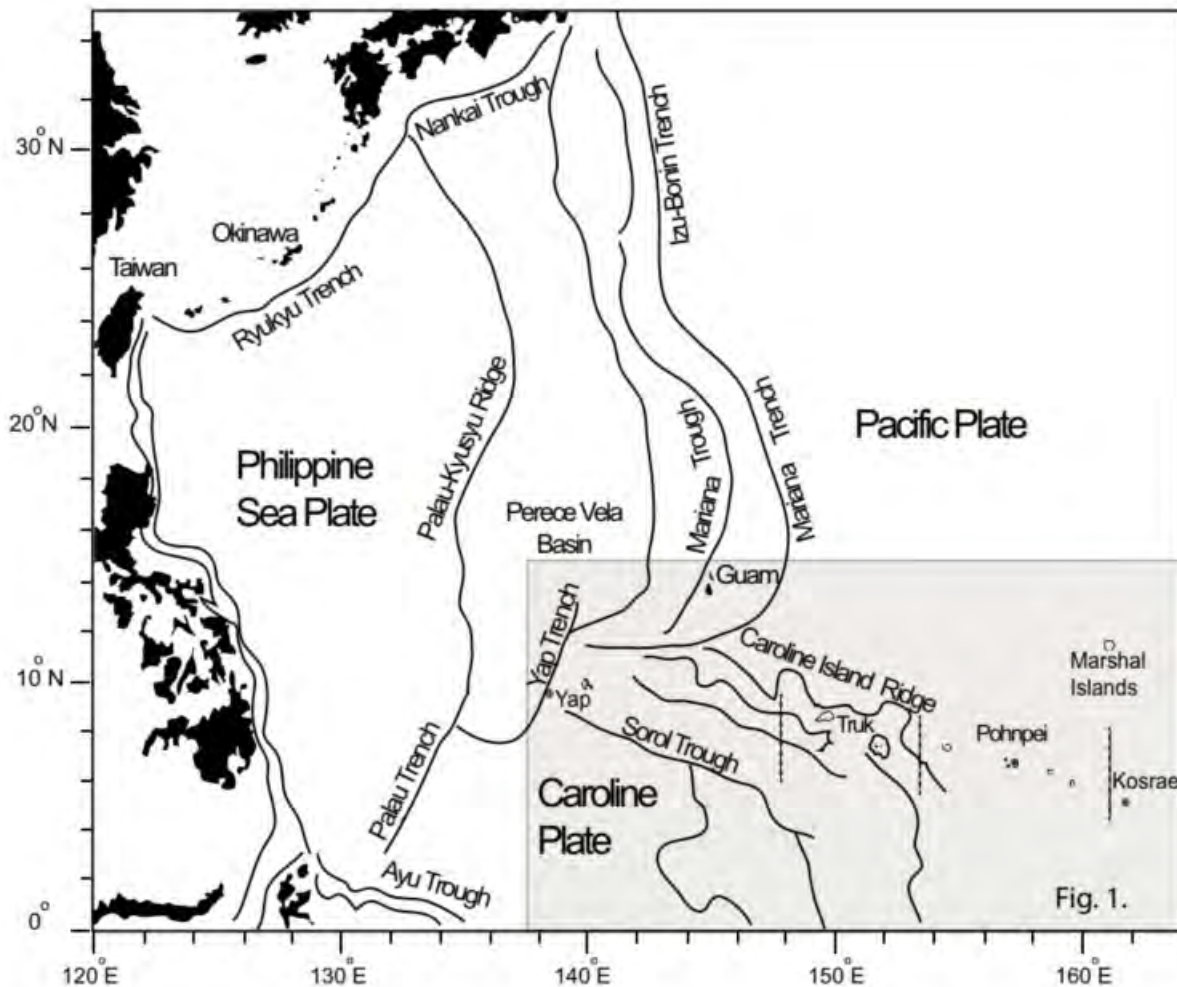 30°N
20°N
10°N
0°
120°E
130°E
140°E
150°E
160°E
Nankai Trough
Izu-Bonin Trench
Okinawa
Taiwan
Ryukyu Trench
Palau-Kyusyu Ridge
Philippine
Sea Plate
Pacific Plate
Mariana Trough
Mariana Trench
Perece Vela
Basin
Guam
Yap Trench
Yap
Caroline Island Ridge
Marshal
Islands
Truk
Pohnpei
Kosrae
Sorol Trough
Palau Trench
Caroline
Plate
Ayu Trough
Fig. 1.